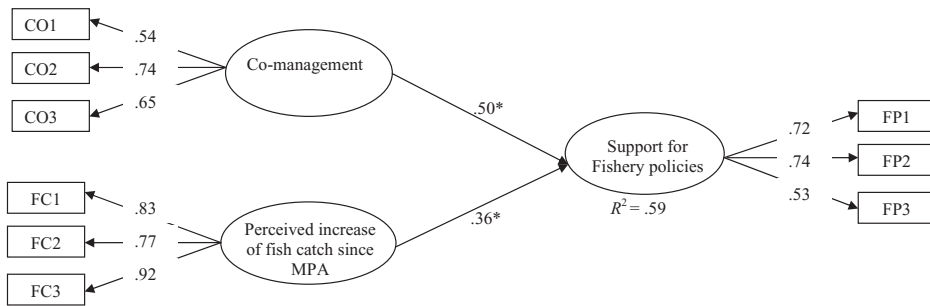 CO1
.54
CO2
.74
CO3
.65
Co-management
.50*
FC1
.83
FC2
.77
FC3
.92
Perceived increase
of fish catch since
MPA
.36*
Support for
Fishery policies
R² = .59
.72
FP1
.74
FP2
.53
FP3